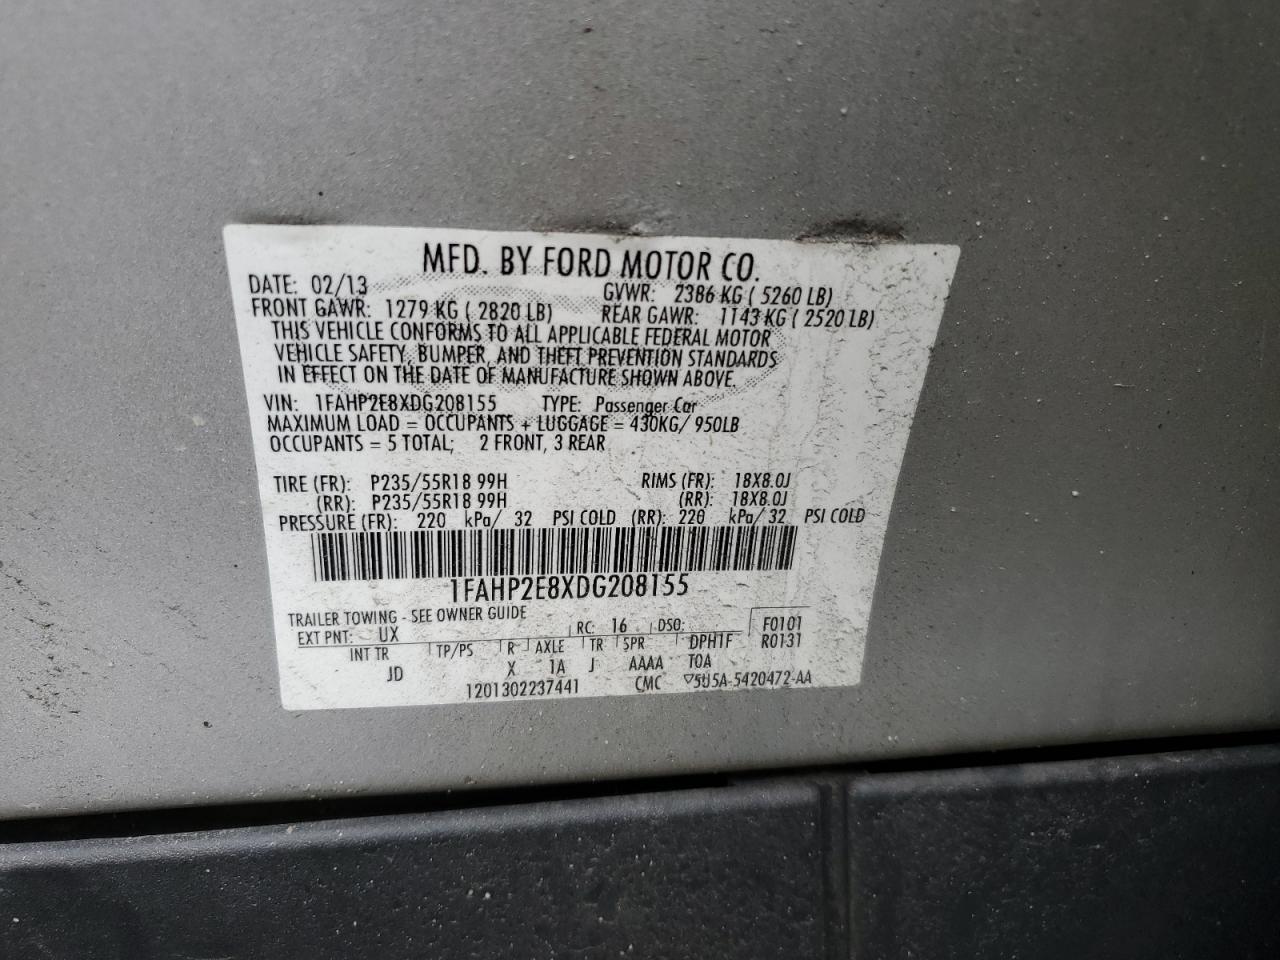 MFD. BY FORD MOTOR CO.
DATE: 02/13 GVWR: 2386 KG ( 5260 LB)
FRONT GAWR: 1279 KG ( 2820 LB) REAR GAWR: 1143 KG ( 2520 LB)
THIS VEHICLE CONFORMS TO ALL APPLICABLE FEDERAL MOTOR
VEHICLE SAFETY, BUMPER, AND THEFT PREVENTION STANDARDS
IN EFFECT ON THE DATE OF MANUFACTURE SHOWN ABOVE.
VIN: 1FAHP2E8XDG208155 TYPE: Passenger Car
MAXIMUM LOAD = OCCUPANTS + LUGGAGE = 430KG/ 950LB
OCCUPANTS = 5 TOTAL; 2 FRONT, 3 REAR
TIRE (FR): P235/55R18 99H RIMS (FR): 18X8.0J
(RR): P235/55R18 99H (RR): 18X8.0J
PRESSURE (FR): 220 kPa/ 32 PSI COLD (RR): 220 kPa/ 32 PSI COLD
1FAHP2E8XDG208155
TRAILER TOWING - SEE OWNER GUIDE
EXT PNT: UX RC: 16 DSO: F0101
INT TR TP/PS R AXLE TR SPR DPH1F R0131
JD X 1A J AAAA TOA
1201302237441 CMC ▽5U5A-5420472-AA